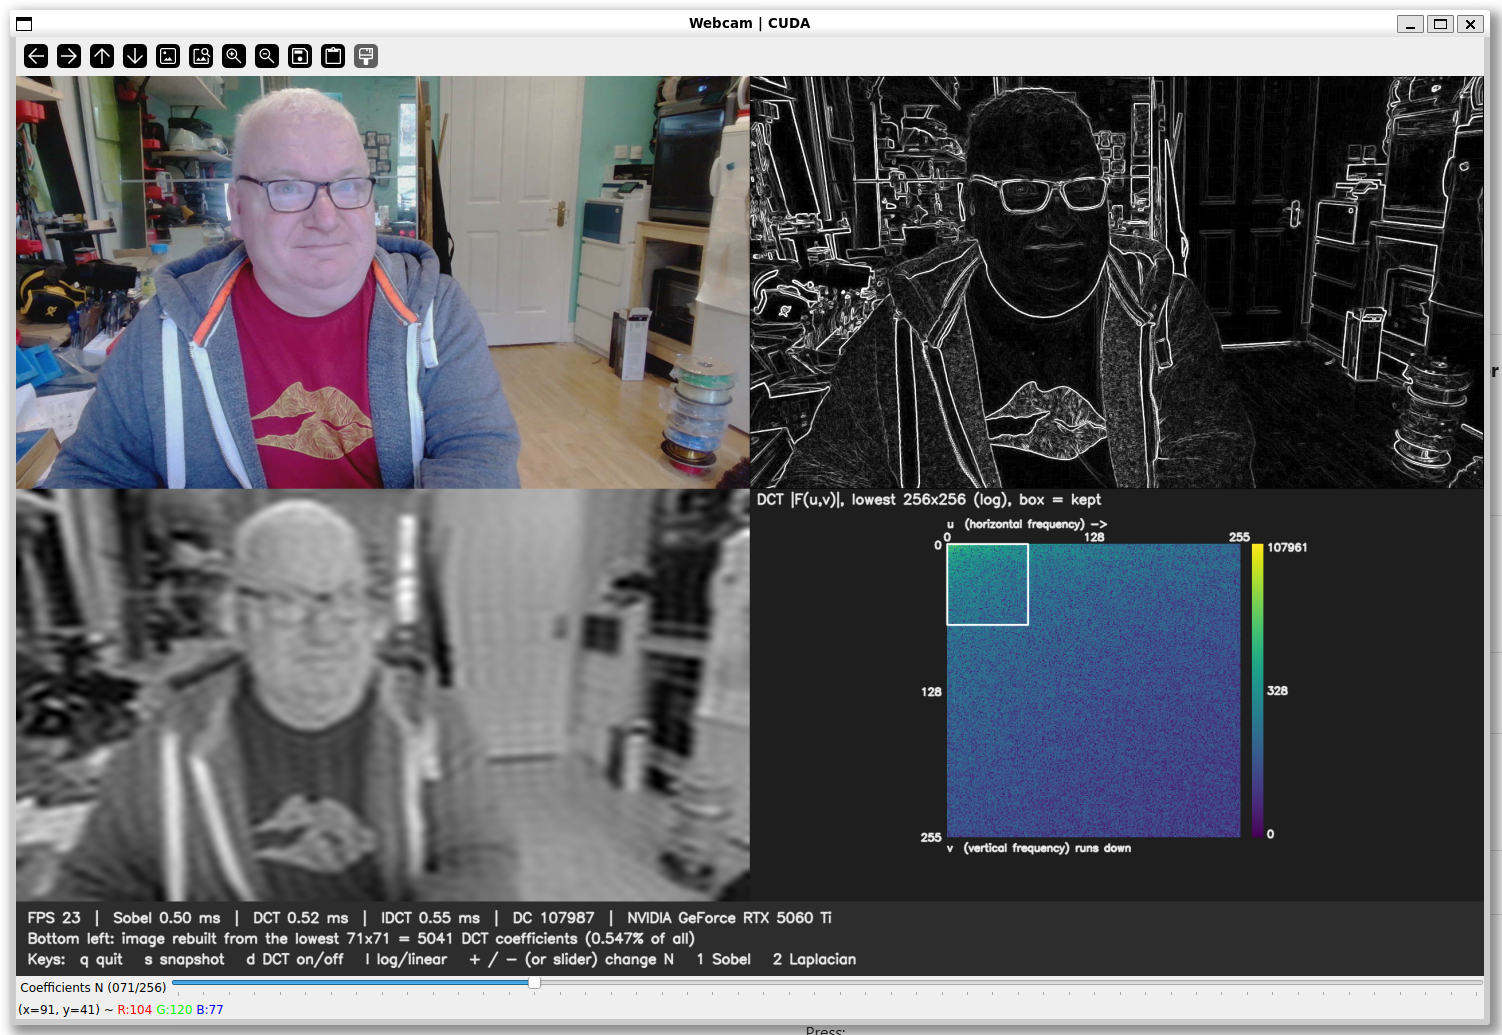 Webcam | CUDA
DCT |F(u,v)|, lowest 256x256 (log), box = kept
u (horizontal frequency) -->
0 128 255
0
128
255
107961
328
0
v (vertical frequency) runs down
FPS 23 | Sobel 0.50 ms | DCT 0.52 ms | IDCT 0.55 ms | DC 107987 | NVIDIA GeForce RTX 5060 Ti
Bottom left: image rebuilt from the lowest 71x71 = 5041 DCT coefficients (0.547% of all)
Keys: q quit s snapshot d DCT on/off l log/linear + / - (or slider) change N 1 Sobel 2 Laplacian
Coefficients N (071/256)
(x=91, y=41) ~ R:104 G:120 B:77
r
Press: